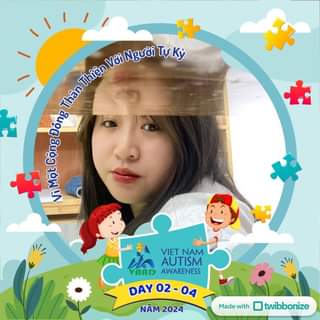 Vì Một Cộng Đồng Thân Thiện Với Người Tự Kỷ
VIET NAM
AUTISM
AWARENESS
DAY 02 - 04
NĂM 2024
Made with twibbonize